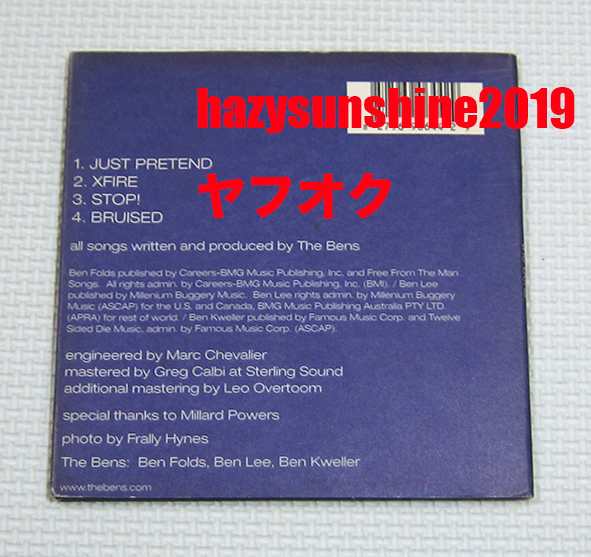 hazysunshine2019
ヤフオク
1. JUST PRETEND
2. XFIRE
3. STOP!
4. BRUISED
all songs written and produced by The Bens
Ben Folds published by Careers-BMG Music Publishing, Inc. and Free From The Man
Songs. All rights admin. by Careers-BMG Music Publishing, Inc. (BMI). / Ben Lee
published by Millenium Buggery Music. Ben Lee rights admin. by Millenium Buggery
Music (ASCAP) for the U.S. and Canada, BMG Music Publishing Australia PTY LTD.
(APRA) for rest of world. / Ben Kweller published by Famous Music Corp. and Twelve
Sided Die Music, admin. by Famous Music Corp. (ASCAP).
engineered by Marc Chevalier
mastered by Greg Calbi at Sterling Sound
additional mastering by Leo Overtoom
special thanks to Millard Powers
photo by Frally Hynes
The Bens: Ben Folds, Ben Lee, Ben Kweller
www.thebens.com